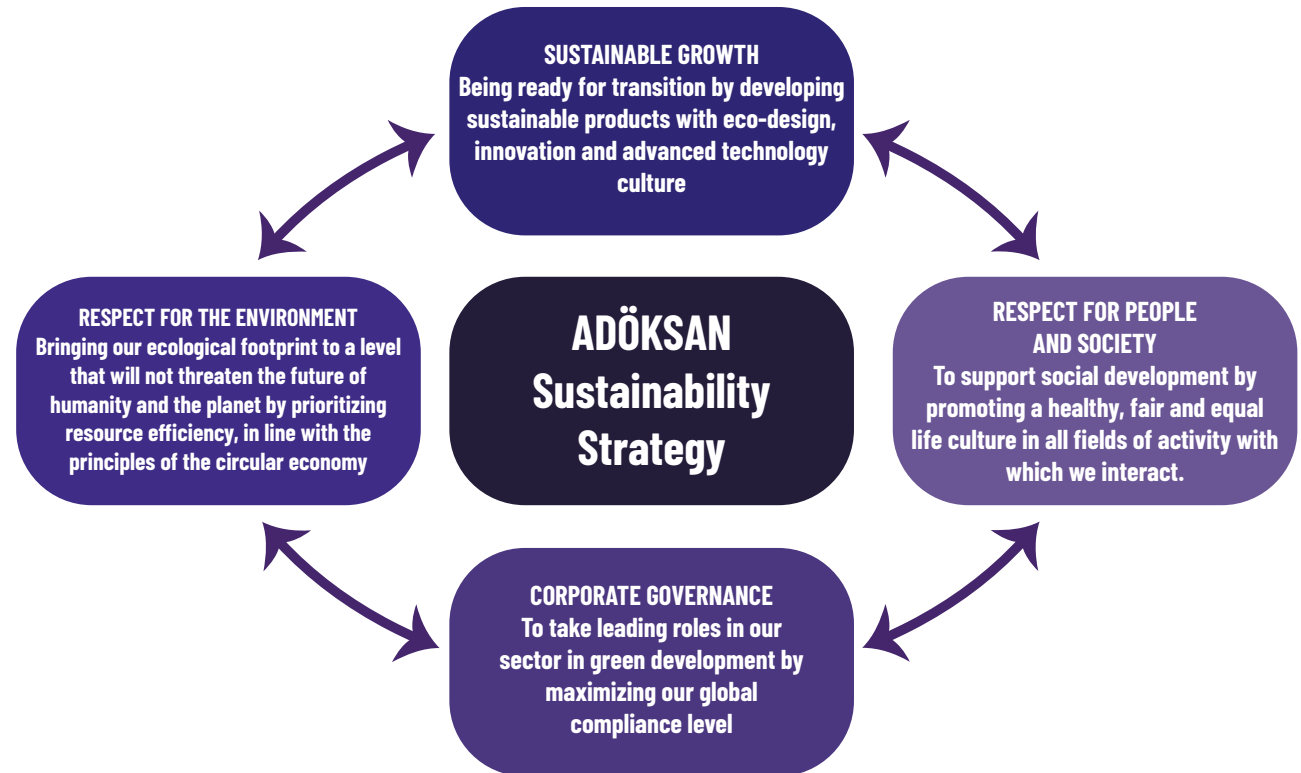 SUSTAINABLE GROWTH
Being ready for transition by developing
sustainable products with eco-design,
innovation and advanced technology
culture
RESPECT FOR THE ENVIRONMENT
Bringing our ecological footprint to a level
that will not threaten the future of
humanity and the planet by prioritizing
resource efficiency, in line with the
principles of the circular economy
ADÖKSAN
Sustainability
Strategy
RESPECT FOR PEOPLE
AND SOCIETY
To support social development by
promoting a healthy, fair and equal
life culture in all fields of activity with
which we interact.
CORPORATE GOVERNANCE
To take leading roles in our
sector in green development by
maximizing our global
compliance level